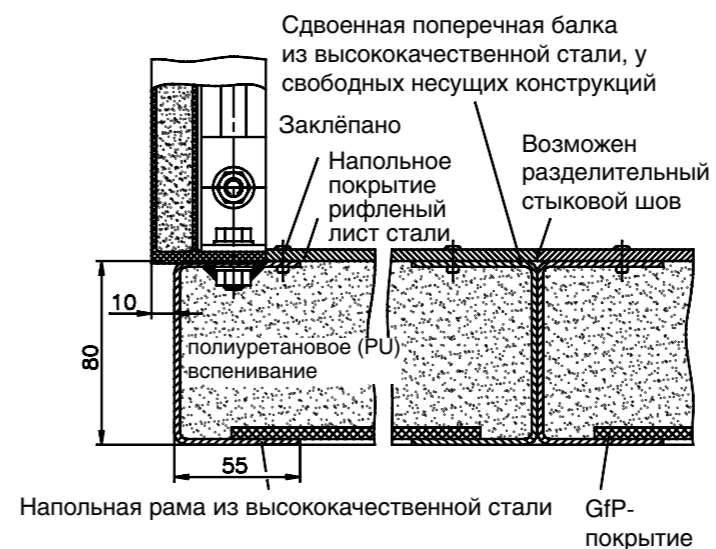 Сдвоенная поперечная балка
из высококачественной стали, у
свободных несущих конструкций
Заклёпано
Напольное
покрытие
рифленый
лист стали
Возможен
разделительный
стыковой шов
10
80
полиуретановое (PU)
вспенивание
55
Напольная рама из высококачественной стали
GfP-
покрытие